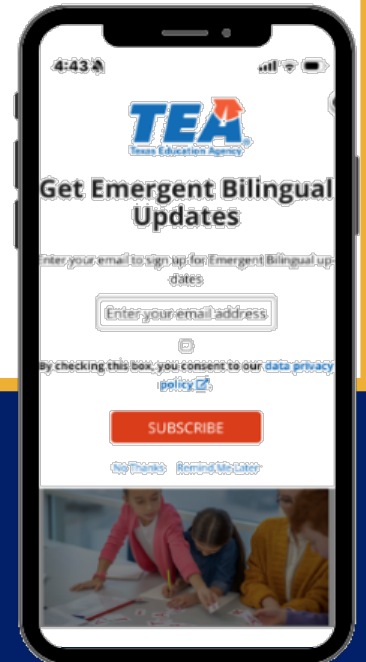 4:43
TEA
Texas Education Agency®
Get Emergent Bilingual
Updates
Enter your email to sign up for Emergent Bilingual up-
dates
Enter your email address
By checking this box, you consent to our data privacy
policy
SUBSCRIBE
No Thanks Remind Me Later